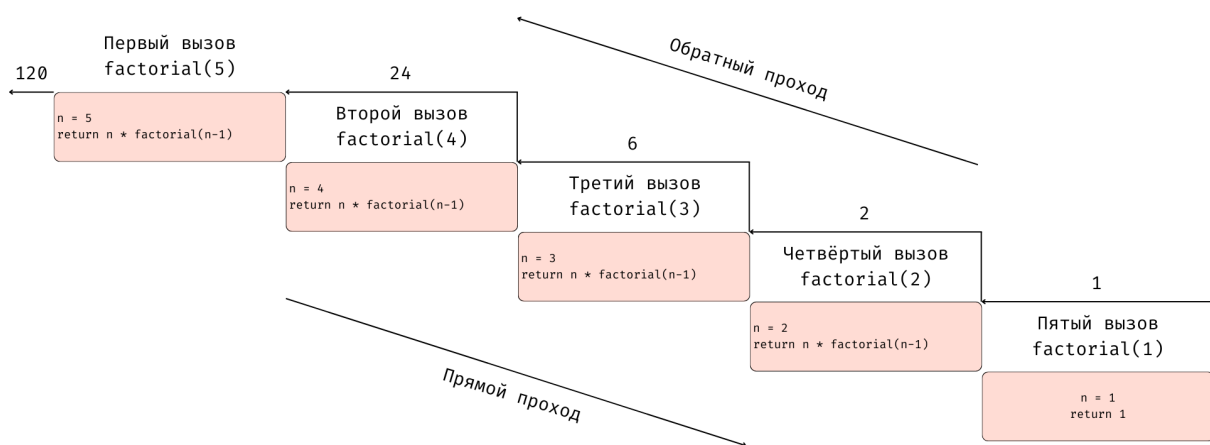 Первый вызов
factorial(5)
120
n = 5
return n * factorial(n-1)
24
Второй вызов
factorial(4)
n = 4
return n * factorial(n-1)
Обратный проход
6
Третий вызов
factorial(3)
n = 3
return n * factorial(n-1)
2
Четвёртый вызов
factorial(2)
n = 2
return n * factorial(n-1)
1
Пятый вызов
factorial(1)
n = 1
return 1
Прямой проход